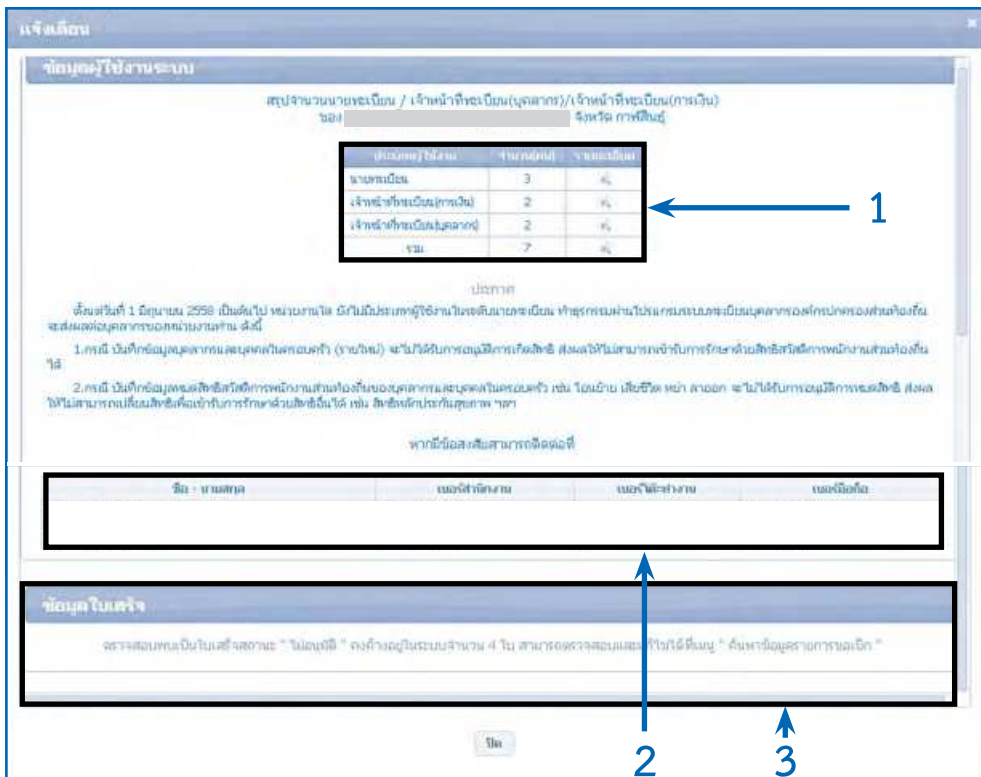 แจ้งเตือน
×
ข้อมูลผู้ใช้งานระบบ
สรุปจำนวนนายทะเบียน / เจ้าหน้าที่ทะเบียน(บุคลากร)/เจ้าหน้าที่ทะเบียน(การเงิน)
ของ จังหวัด กาฬสินธุ์
ประเภทผู้ใช้งาน จำนวน(คน) รายละเอียด
นายทะเบียน 3
เจ้าหน้าที่ทะเบียน(การเงิน) 2
เจ้าหน้าที่ทะเบียน(บุคลากร) 2
รวม 7
1
ประกาศ
ตั้งแต่วันที่ 1 มิถุนายน 2558 เป็นต้นไป หน่วยงานใด ยังไม่มีประเภทผู้ใช้งานในระดับนายทะเบียน ทำธุรกรรมผ่านโปรแกรมระบบทะเบียนบุคลากรองค์กรปกครองส่วนท้องถิ่น
จะส่งผลต่อบุคลากรของหน่วยงานท่าน ดังนี้
1.กรณี บันทึกข้อมูลบุคลากรและบุคคลในครอบครัว (รายใหม่) จะไม่ได้รับการอนุมัติการเกิดสิทธิ ส่งผลให้ไม่สามารถเข้ารับการรักษาด้วยสิทธิสวัสดิการพนักงานส่วนท้องถิ่น
ได้
2.กรณี บันทึกข้อมูลหมดสิทธิสวัสดิการพนักงานส่วนท้องถิ่นของบุคลากรและบุคคลในครอบครัว เช่น โอนย้าย เสียชีวิต หย่า ลาออก จะไม่ได้รับการอนุมัติการหมดสิทธิ ส่งผล
ให้ไม่สามารถเปลี่ยนสิทธิเพื่อเข้ารับการรักษาด้วยสิทธิอื่นได้ เช่น สิทธิหลักประกันสุขภาพ ฯลฯ
หากมีข้อสงสัยสามารถติดต่อที่
ชื่อ - นามสกุล เบอร์สำนักงาน เบอร์โต๊ะทำงาน เบอร์มือถือ
ข้อมูลใบเสร็จ
ตรวจสอบพบเป็นใบเสร็จสถานะ " ไม่อนุมัติ " คงค้างอยู่ในระบบจำนวน 4 ใบ สามารถตรวจสอบและแก้ไขได้ที่เมนู " ค้นหาข้อมูลรายการขอเบิก "
ปิด
2
3